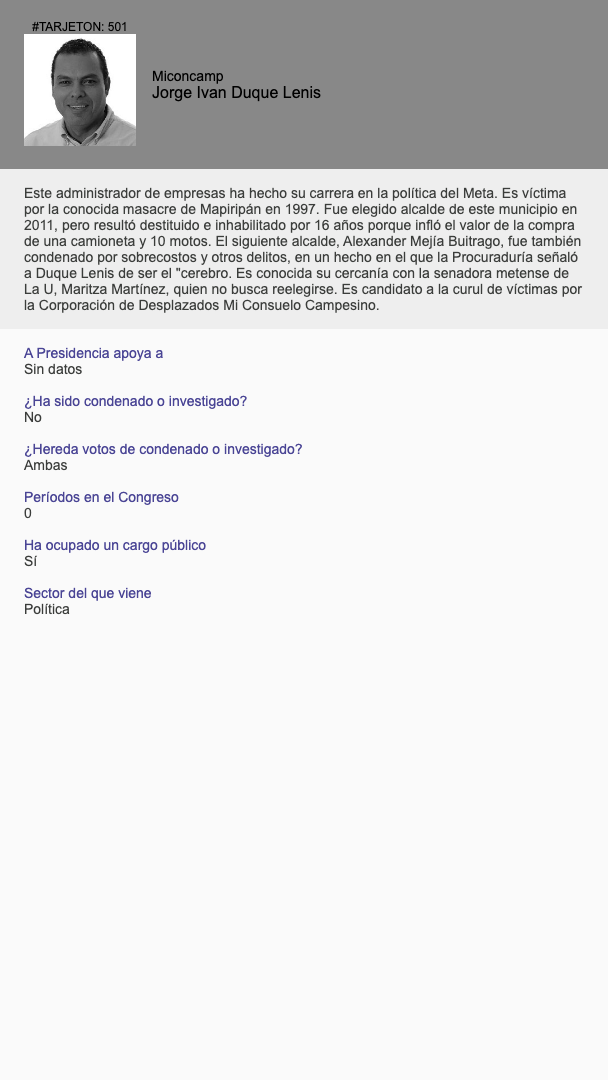 #TARJETON: 501
Miconcamp
Jorge Ivan Duque Lenis
Este administrador de empresas ha hecho su carrera en la política del Meta. Es víctima
por la conocida masacre de Mapiripán en 1997. Fue elegido alcalde de este municipio en
2011, pero resultó destituido e inhabilitado por 16 años porque infló el valor de la compra
de una camioneta y 10 motos. El siguiente alcalde, Alexander Mejía Buitrago, fue también
condenado por sobrecostos y otros delitos, en un hecho en el que la Procuraduría señaló
a Duque Lenis de ser el "cerebro. Es conocida su cercanía con la senadora metense de
La U, Maritza Martínez, quien no busca reelegirse. Es candidato a la curul de víctimas por
la Corporación de Desplazados Mi Consuelo Campesino.
A Presidencia apoya a
Sin datos
¿Ha sido condenado o investigado?
No
¿Hereda votos de condenado o investigado?
Ambas
Períodos en el Congreso
0
Ha ocupado un cargo público
Sí
Sector del que viene
Política